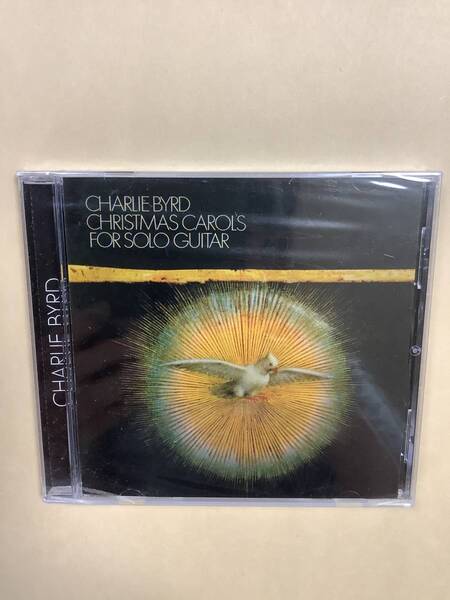 CHARLIE BYRD
CHRISTMAS CAROLS
FOR SOLO GUITAR
CHARLIE BYRD